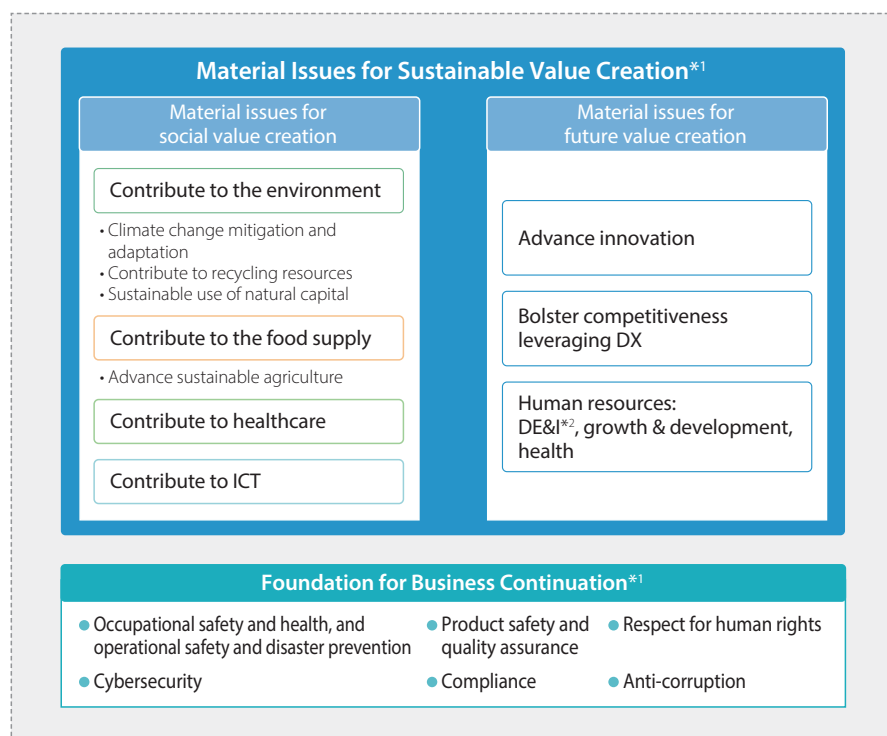 Material Issues for Sustainable Value Creation*1
Material issues for
social value creation
Contribute to the environment
• Climate change mitigation and
adaptation
• Contribute to recycling resources
• Sustainable use of natural capital
Contribute to the food supply
• Advance sustainable agriculture
Contribute to healthcare
Contribute to ICT
Material issues for
future value creation
Advance innovation
Bolster competitiveness
leveraging DX
Human resources:
DE&I*2, growth & development,
health
Foundation for Business Continuation*1
• Occupational safety and health, and
operational safety and disaster prevention
• Product safety and
quality assurance
• Respect for human rights
• Cybersecurity
• Compliance
• Anti-corruption